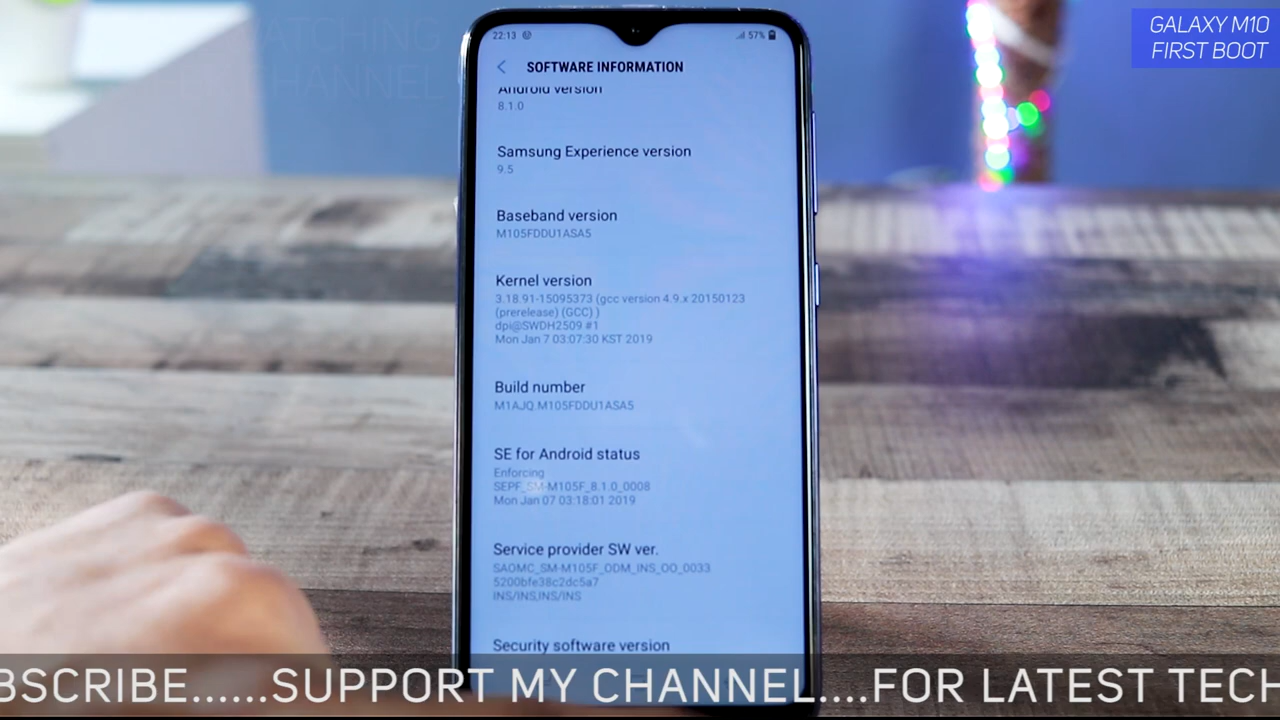 ATCHING
CHANNEL
GALAXY M10
FIRST BOOT
22:13
57%
SOFTWARE INFORMATION
Android version
8.1.0
Samsung Experience version
9.5
Baseband version
M105FDDU1ASA5
Kernel version
3.18.91-15095373 (gcc version 4.9.x 20150123
(prerelease) (GCC) )
dpi@SWDH2509 #1
Mon Jan 7 03:07:30 KST 2019
Build number
M1AJQ.M105FDDU1ASA5
SE for Android status
Enforcing
SEPF_SM-M105F_8.1.0_0008
Mon Jan 07 03:18:01 2019
Service provider SW ver.
SAOMC_SM-M105F_ODM_INS_OO_0033
5200bfe38c2dc5a7
INS/INS,INS/INS
Security software version
BSCRIBE......SUPPORT MY CHANNEL....FOR LATEST TECH